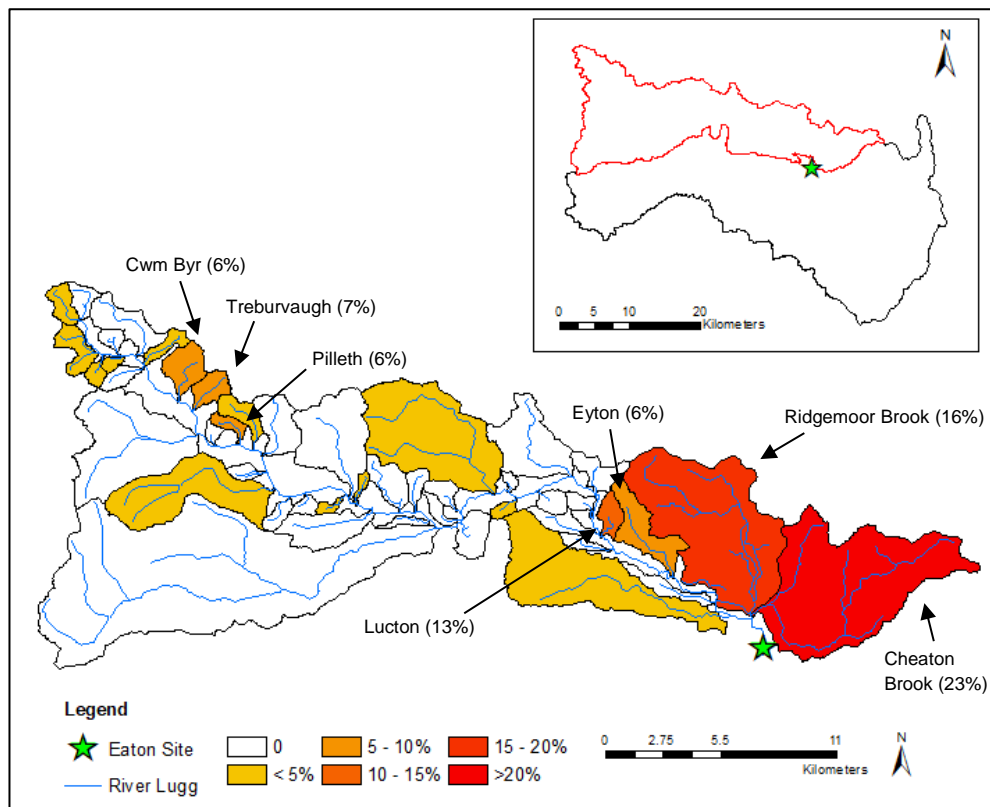 N
0 5 10 20
Kilometers
Cwm Byr (6%)
Treburvaugh (7%)
Pilleth (6%)
Eyton (6%)
Ridgemoor Brook (16%)
Lucton (13%)
Cheaton
Brook (23%)
Legend
Eaton Site
River Lugg
0
< 5%
5 - 10%
10 - 15%
15 - 20%
>20%
0 2.75 5.5 11
Kilometers
N